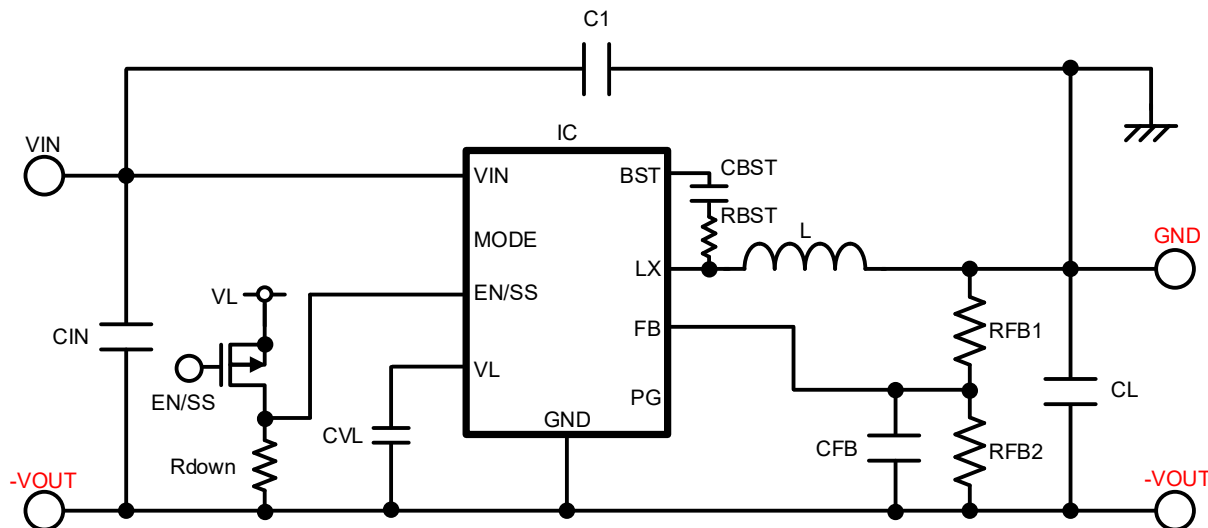 C1
VIN
IC
VIN
BST
CBST
RBST
MODE
L
GND
LX
EN/SS
VL
CIN
FB
RFB1
VL
EN/SS
PG
CL
GND
CVL
CFB
RFB2
Rdown
-VOUT
-VOUT